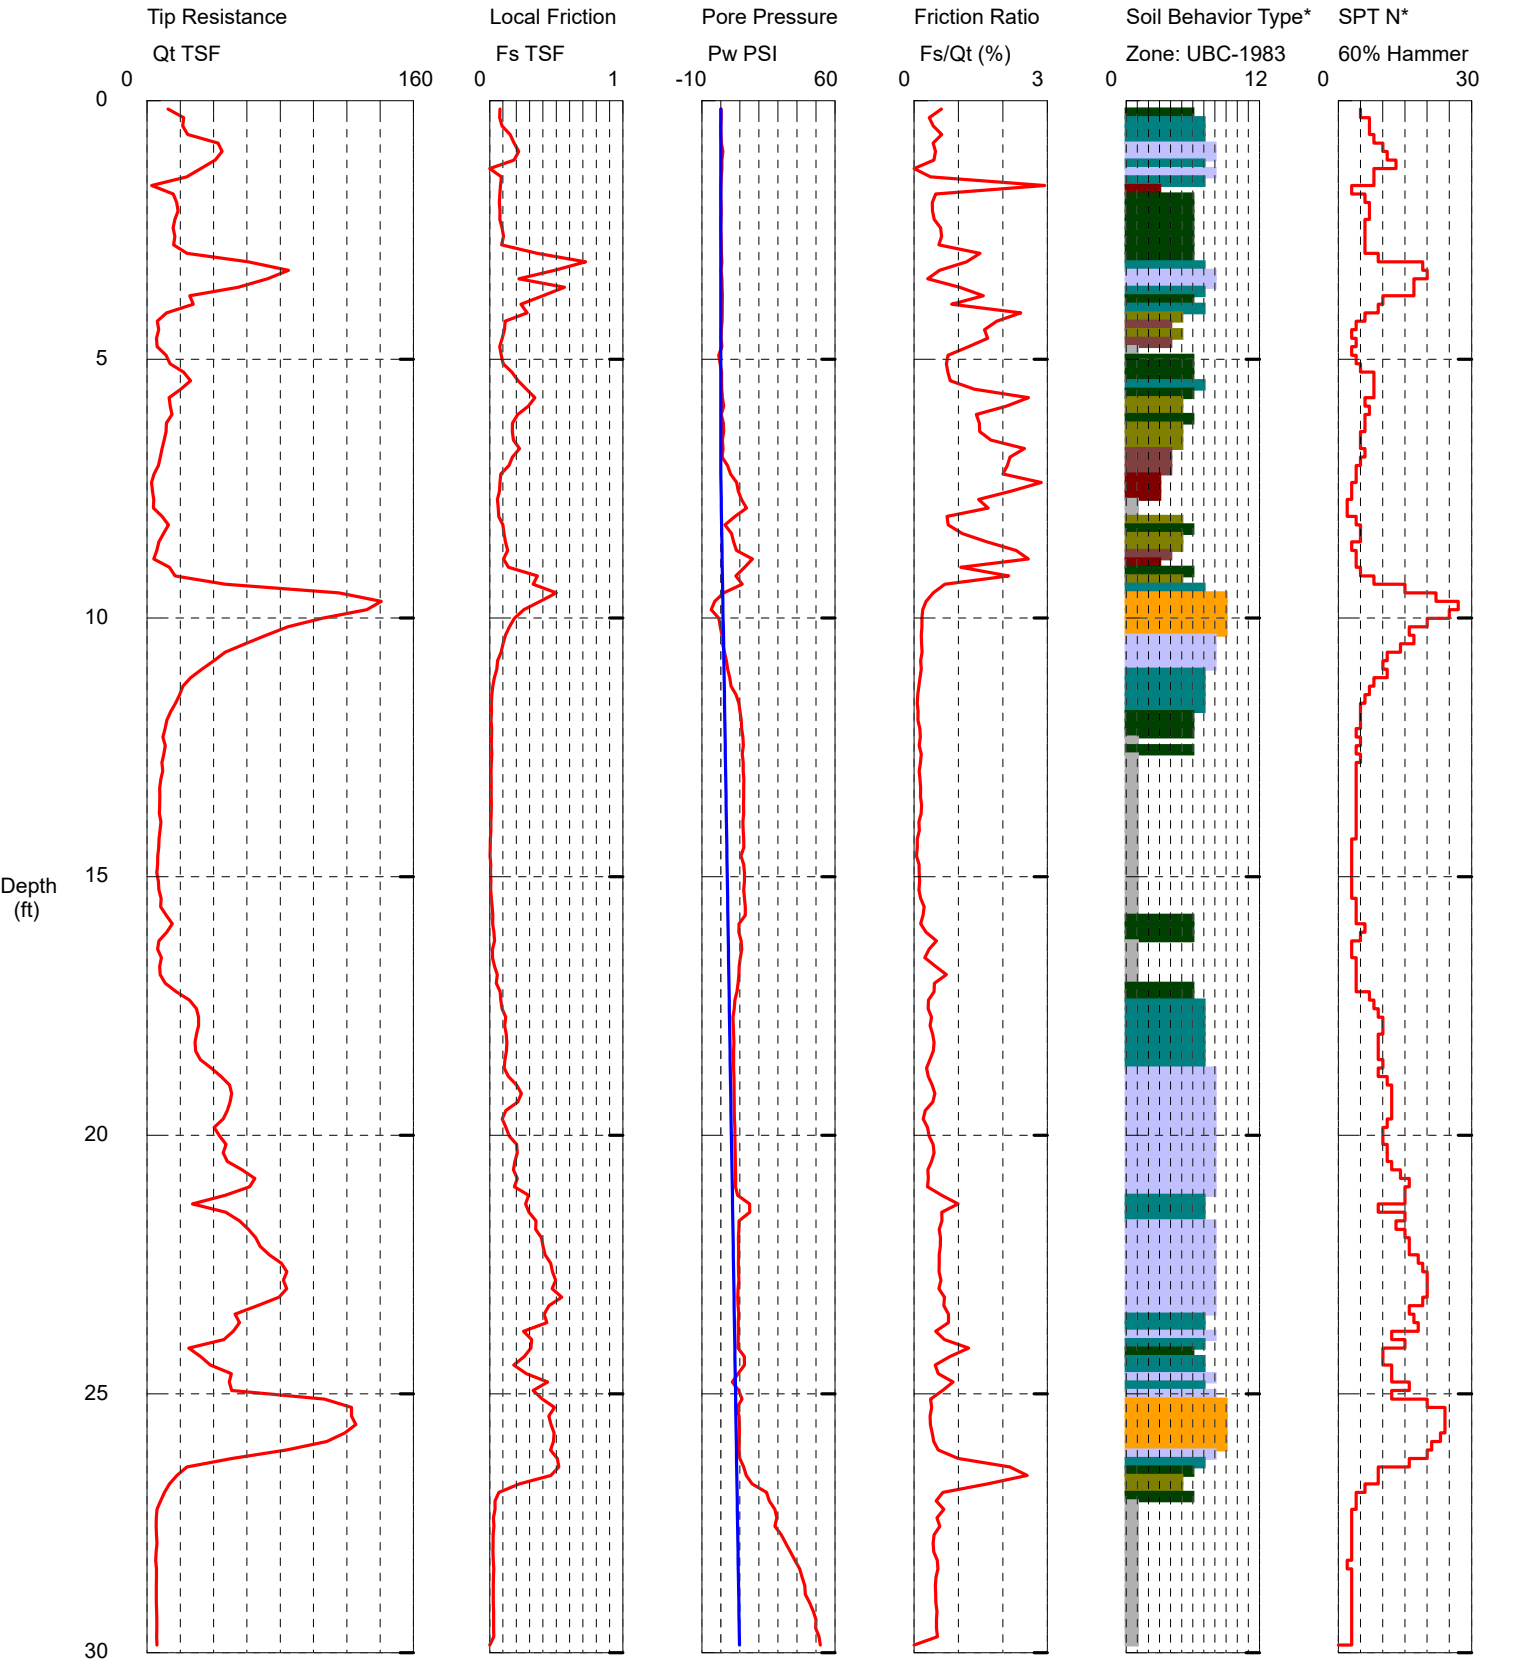 Tip Resistance Local Friction Pore Pressure Friction Ratio Soil Behavior Type* SPT N*
Qt TSF Fs TSF Pw PSI Fs/Qt (%) Zone: UBC-1983 60% Hammer
0 160 0 1 -10 60 0 3 0 12 0 30
0
5
10
15
Depth
(ft)
20
25
30